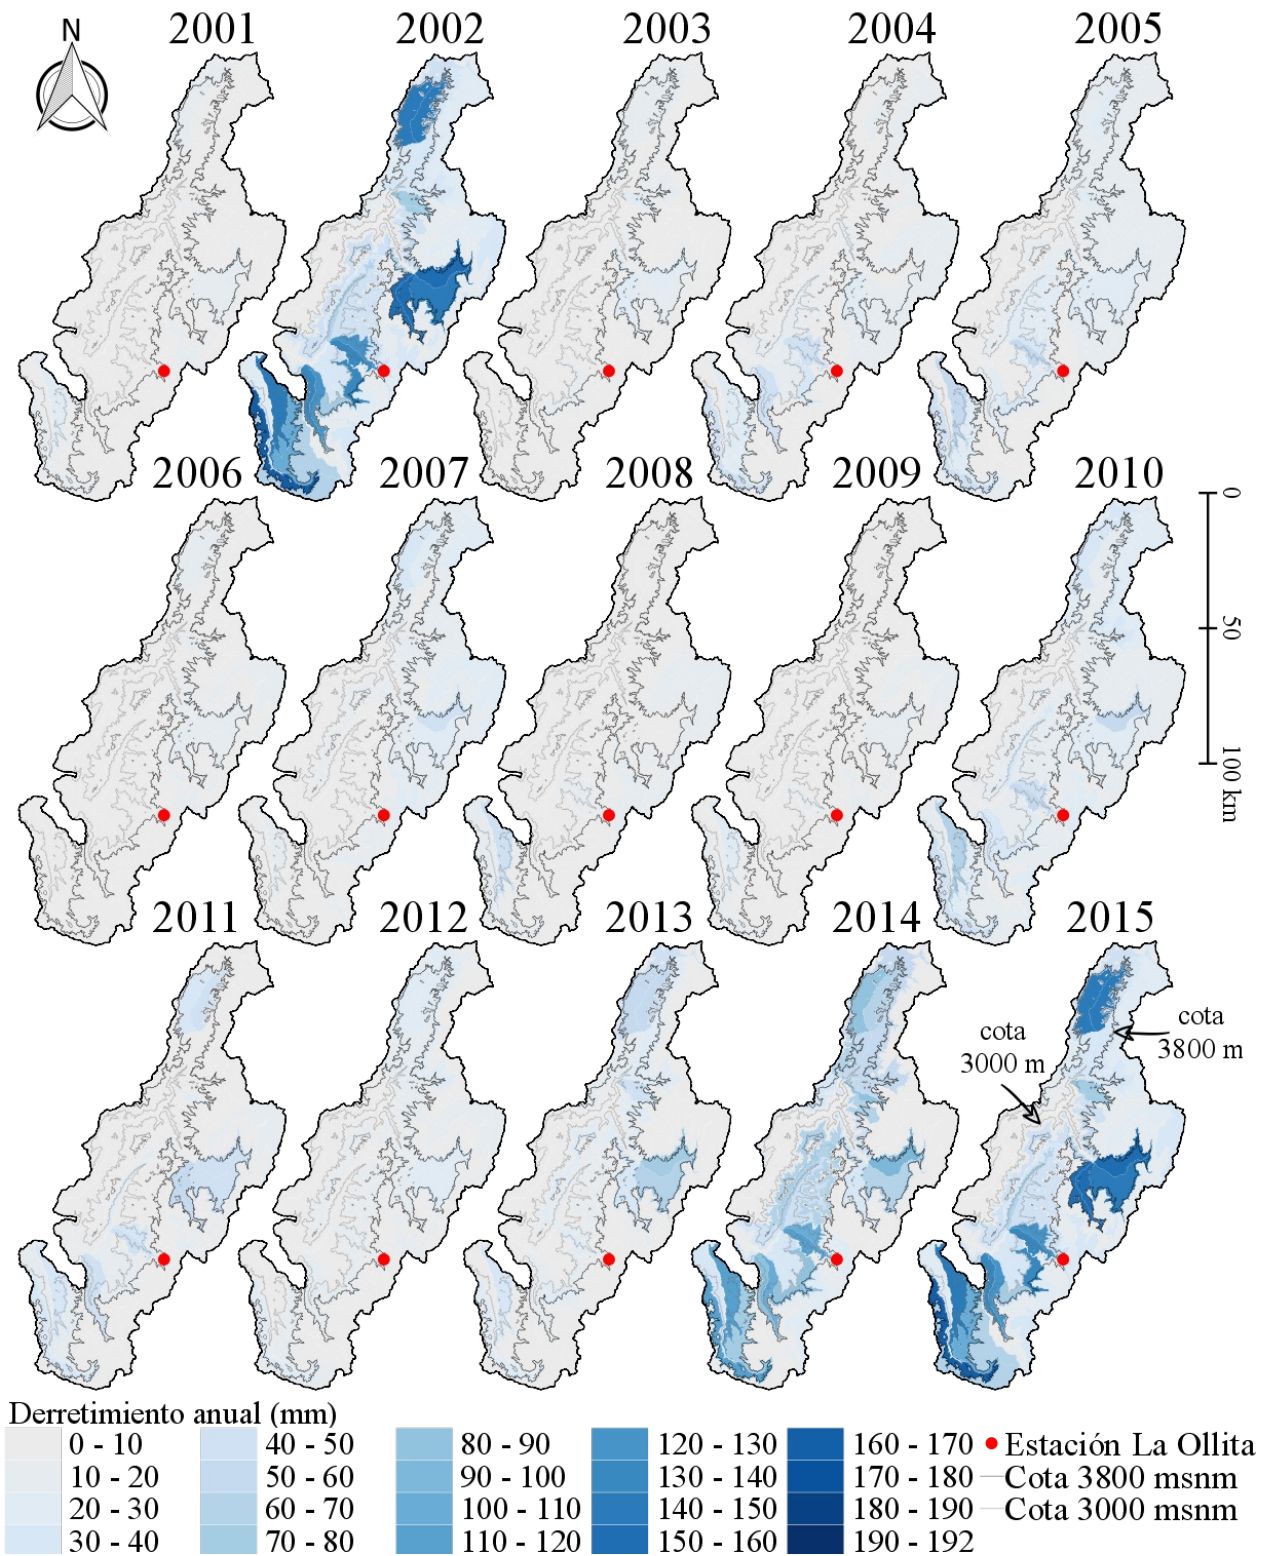 N
2001 2002 2003 2004 2005
2006 2007 2008 2009 2010
0
50
100 km
2011 2012 2013 2014 2015
cota
3000 m
cota
3800 m
Derretimiento anual (mm)
0 - 10 40 - 50 80 - 90 120 - 130 160 - 170 Estación La Ollita
10 - 20 50 - 60 90 - 100 130 - 140 170 - 180 Cota 3800 msnm
20 - 30 60 - 70 100 - 110 140 - 150 180 - 190 Cota 3000 msnm
30 - 40 70 - 80 110 - 120 150 - 160 190 - 192